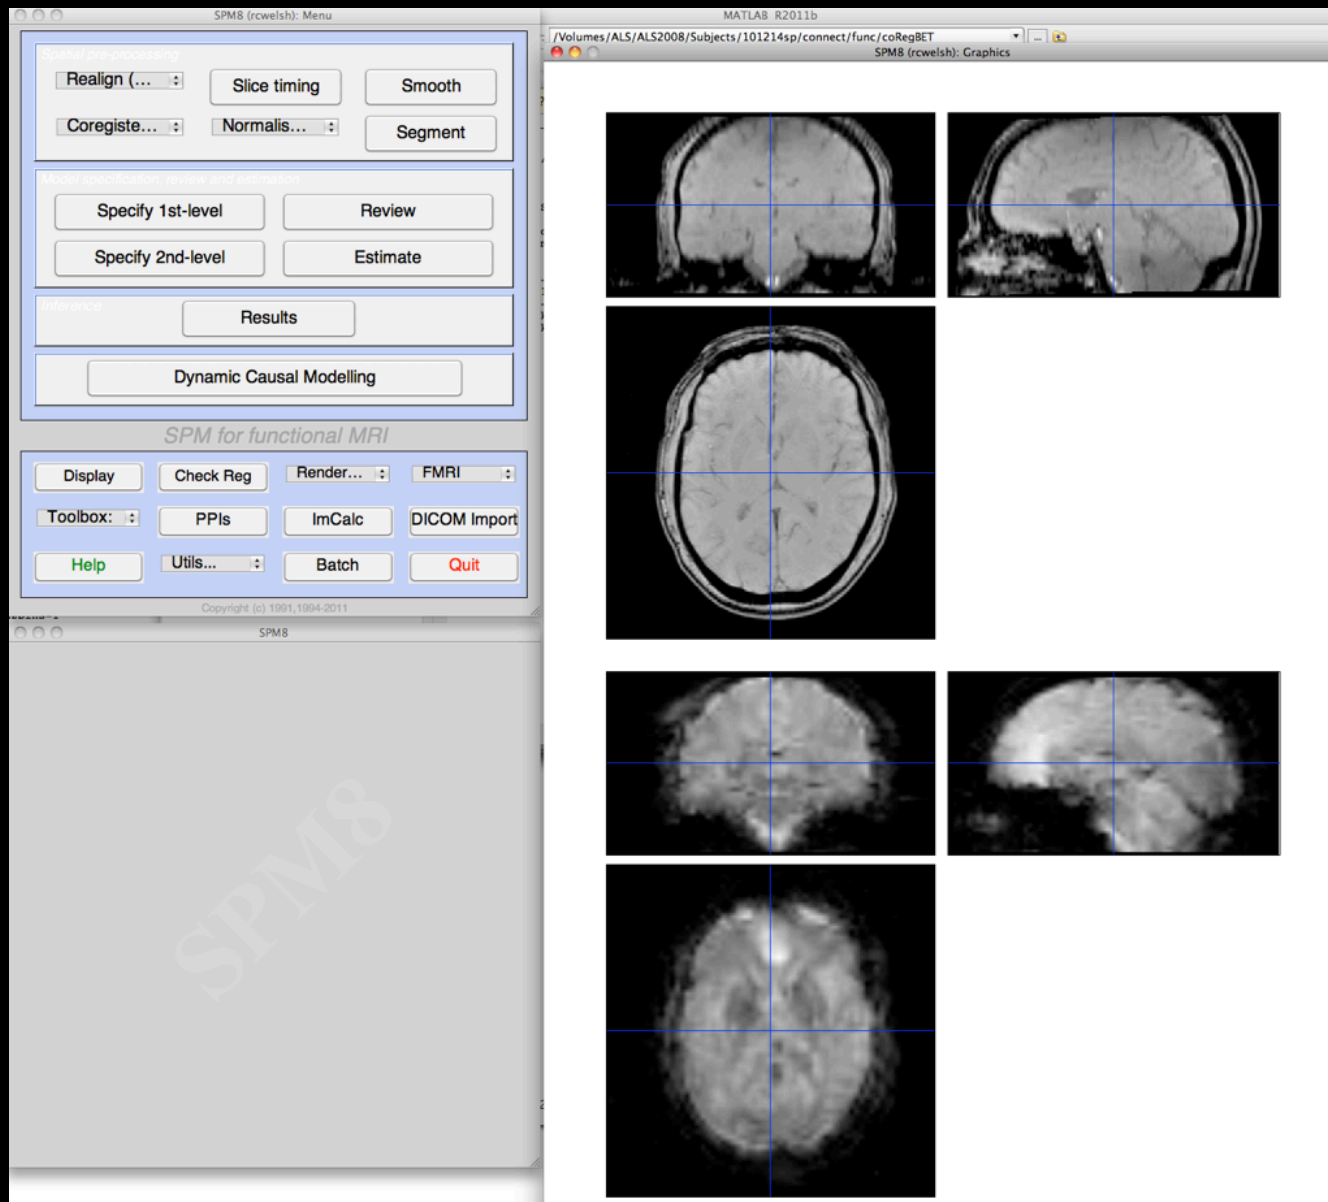 SPM8 (rcwelsh): Menu
MATLAB R2011b
/Volumes/ALS/ALS2008/Subjects/101214sp/connect/func/coRegBET
...
SPM8 (rcwelsh): Graphics
Spatial pre-processing
Realign (...
Slice timing
Smooth
Coregiste...
Normalis...
Segment
Model specification, review and estimation
Specify 1st-level
Review
Specify 2nd-level
Estimate
Inference
Results
Dynamic Causal Modelling
SPM for functional MRI
Display
Check Reg
Render...
FMRI
Toolbox:
PPIs
ImCalc
DICOM Import
Help
Utils...
Batch
Quit
Copyright (c) 1991,1994-2011
SPM8
SPM8